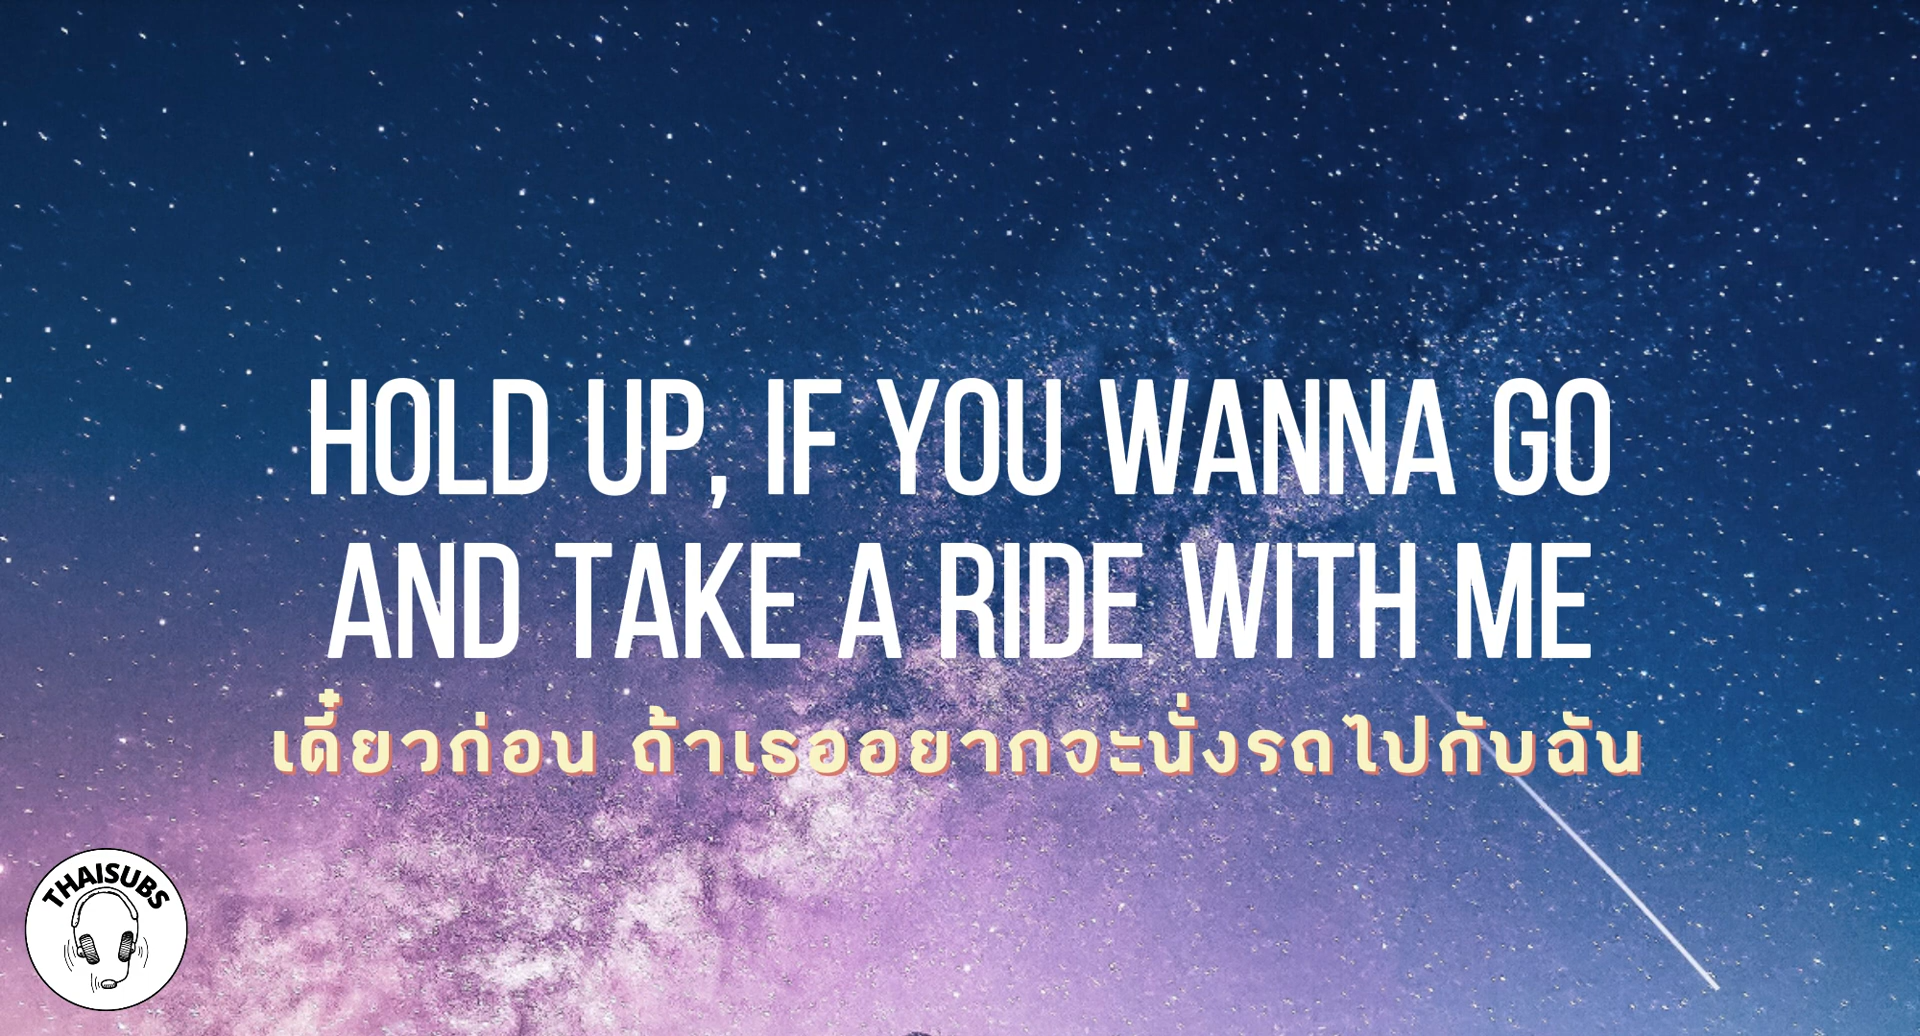 HOLD UP, IF YOU WANNA GO
AND TAKE A RIDE WITH ME
เดี๋ยวก่อน ถ้าเธออยากจะนั่งรถไปกับฉัน
THAISUBS